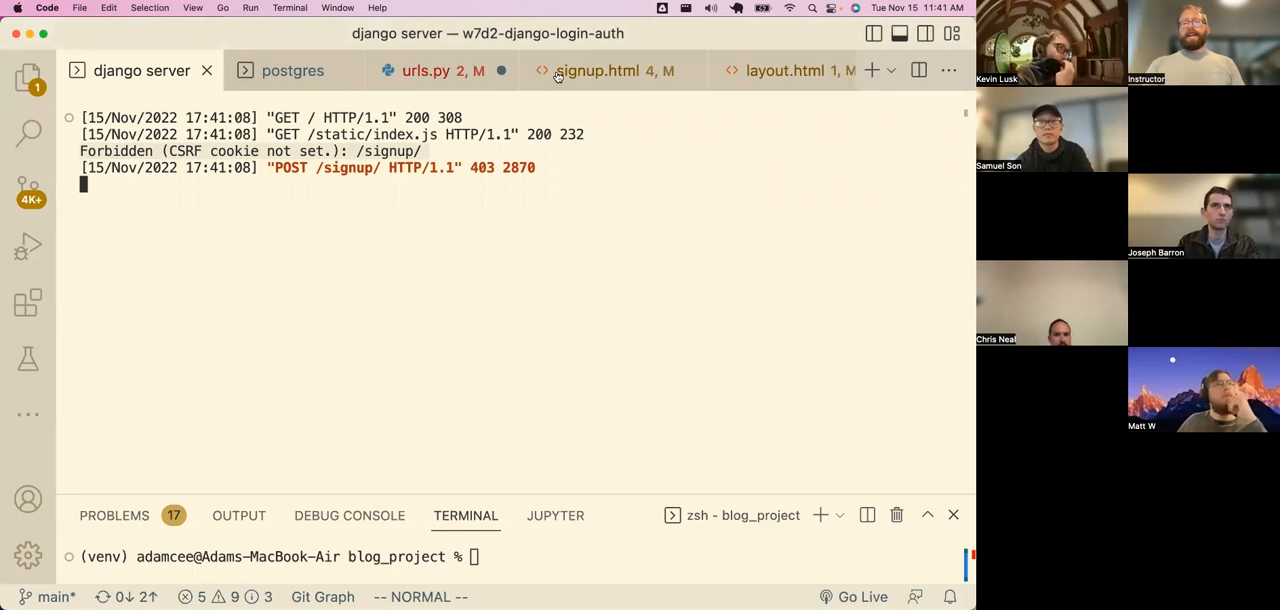 Code File Edit Selection View Go Run Terminal Window Help Tue Nov 15 11:41 AM
django server — w7d2-django-login-auth
1
django server postgres urls.py 2, M signup.html 4, M layout.html 1, M
[15/Nov/2022 17:41:08] "GET / HTTP/1.1" 200 308
[15/Nov/2022 17:41:08] "GET /static/index.js HTTP/1.1" 200 232
Forbidden (CSRF cookie not set.): /signup/
[15/Nov/2022 17:41:08] "POST /signup/ HTTP/1.1" 403 2870
4K+
PROBLEMS 17 OUTPUT DEBUG CONSOLE TERMINAL JUPYTER zsh - blog_project
(venv) adamcee@Adams-MacBook-Air blog_project %
main* 0↓ 2↑ 5 9 3 Git Graph -- NORMAL -- Go Live
Kevin Lusk
Instructor
Samuel Son
Joseph Barron
Chris Neal
Matt W